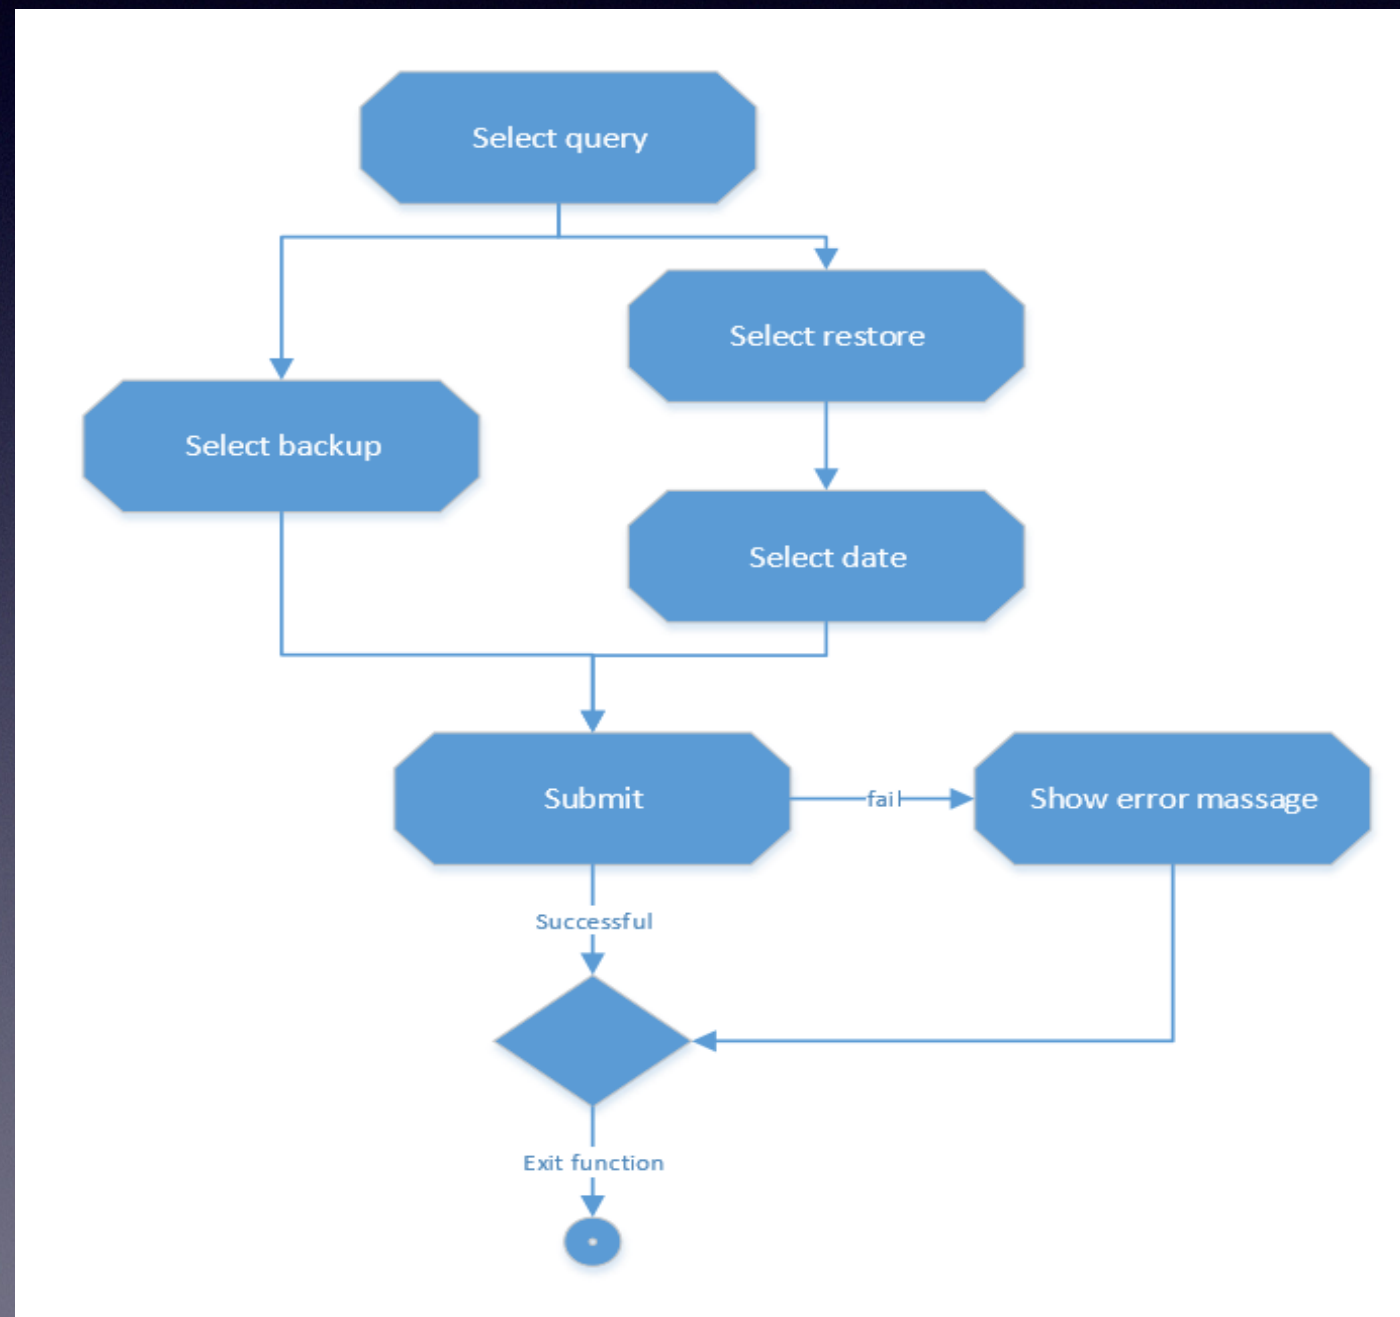 Select query
Select restore
Select backup
Select date
Submit
fail
Show error massage
Successful
Exit function